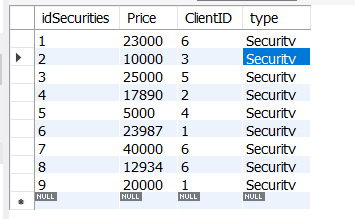 idSecurities Price ClientID type
1 23000 6 Security
2 10000 3 Security
3 25000 5 Security
4 17890 2 Security
5 5000 4 Security
6 23987 1 Security
7 40000 6 Security
8 12934 6 Security
9 20000 1 Security
NULL NULL NULL NULL